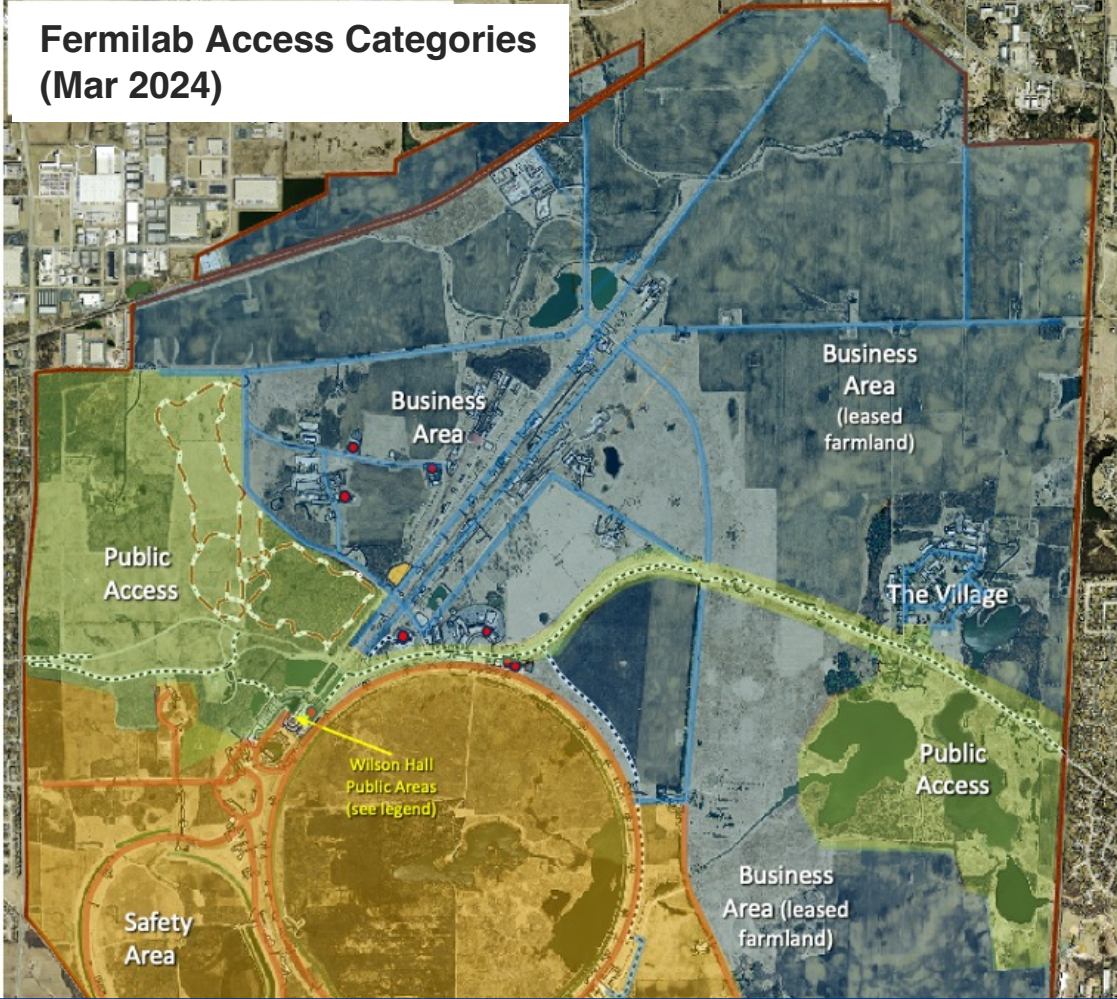 Fermilab Access Categories
(Mar 2024)
Business
Area
(leased
farmland)
Business
Area
Public
Access
The Village
Wilson Hall
Public Areas
(see legend)
Public
Access
Business
Area (leased
farmland)
Safety
Area